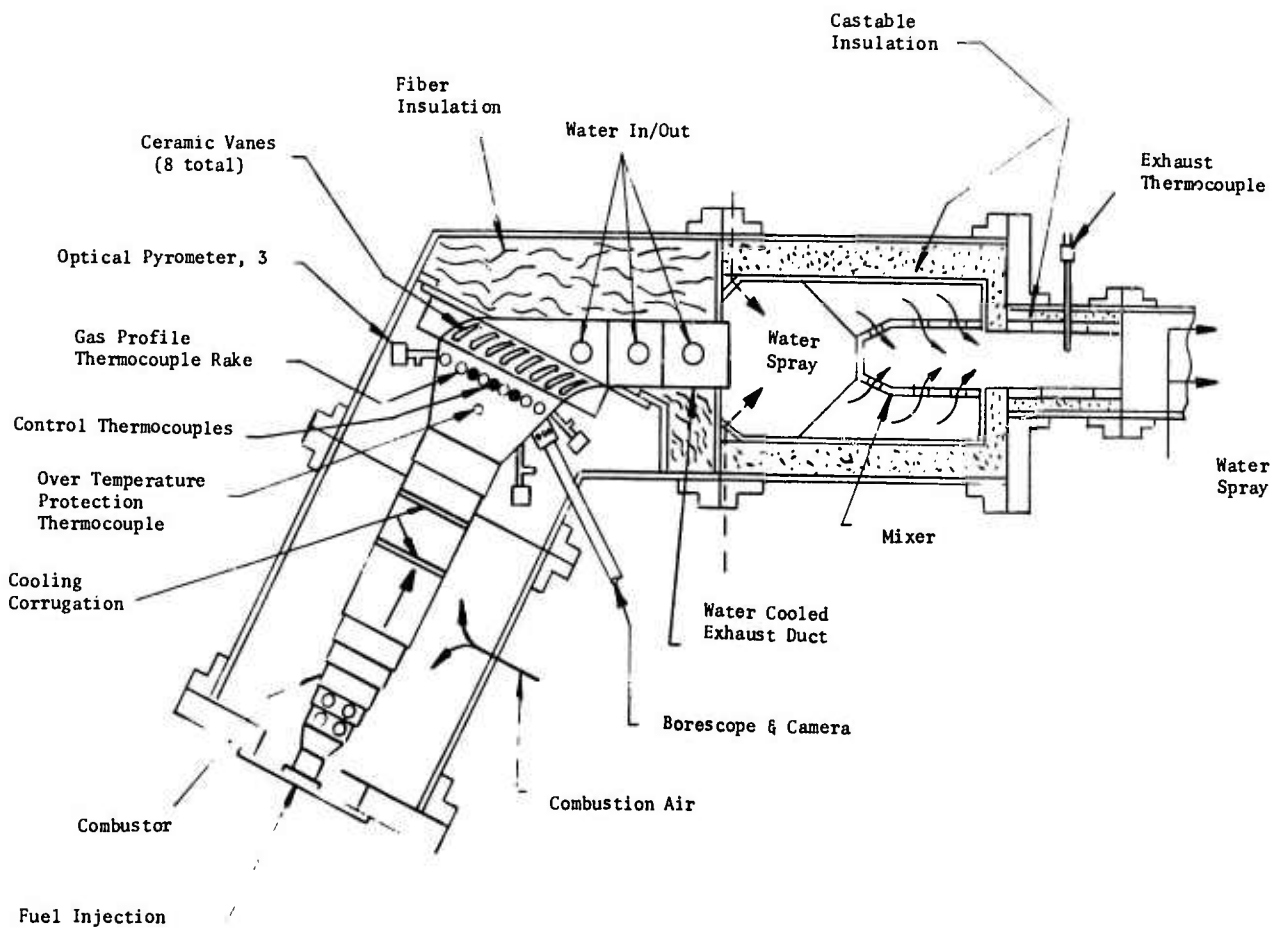 Castable
Insulation
Fiber
Insulation
Water In/Out
Ceramic Vanes
(8 total)
Exhaust
Thermocouple
Optical Pyrometer, 3
Gas Profile
Thermocouple Rake
Water
Spray
Control Thermocouples
Over Temperature
Protection
Thermocouple
Water
Spray
Mixer
Cooling
Corrugation
Water Cooled
Exhaust Duct
Borescope & Camera
Combustion Air
Combustor
Fuel Injection